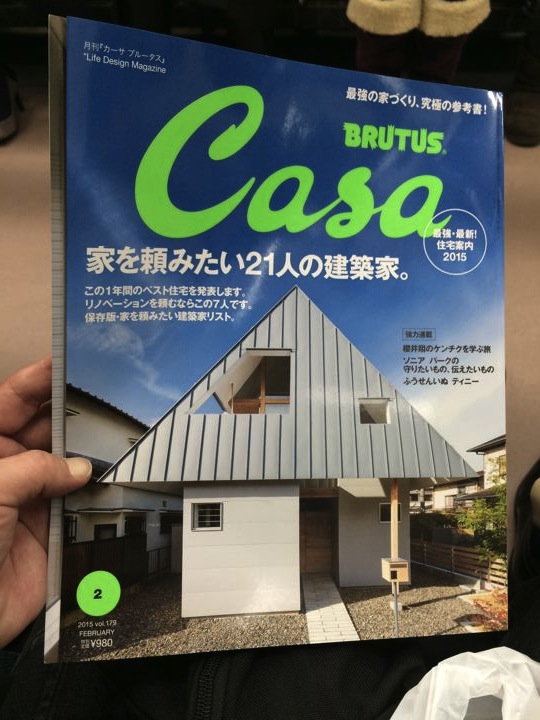 月刊『カーサ ブルータス』
"Life Design Magazine
最強の家づくり、究極の参考書!
BRUTUS
Casa
最強・最新!
住宅案内
2015
家を頼みたい21人の建築家。
この1年間のベスト住宅を発表します。
リノベーションを頼むならこの7人です。
保存版・家を頼みたい建築家リスト。
強力連載
櫻井翔のケンチクを学ぶ旅
ソニア パークの
守りたいもの、伝えたいもの
ふうせんいぬ ティニー
2
2015 vol.179
FEBRUARY
¥980